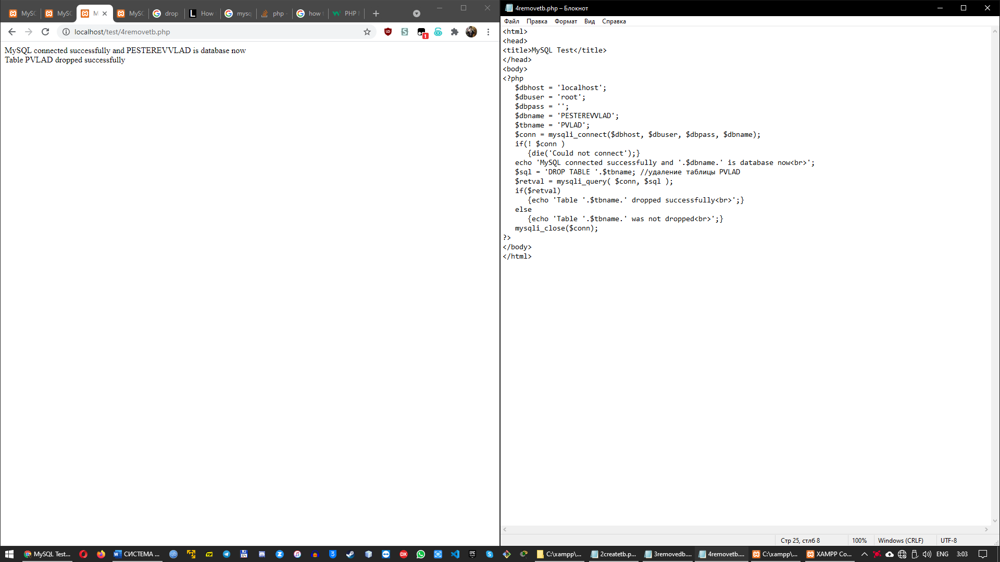 MySC
MySC
M
MySC
drop
How
mysq
php -
how
PHP
localhost/test/4removetb.php
1
MySQL connected successfully and PESTEREVVLAD is database now
Table PVLAD dropped successfully
4removetb.php – Блокнот
Файл Правка Формат Вид Справка
<html>
<head>
<title>MySQL Test</title>
</head>
<body>
<?php
$dbhost = 'localhost';
$dbuser = 'root';
$dbpass = '';
$dbname = 'PESTEREVVLAD';
$tbname = 'PVLAD';
$conn = mysqli_connect($dbhost, $dbuser, $dbpass, $dbname);
if(! $conn )
{die('Could not connect');}
echo 'MySQL connected successfully and '.$dbname.' is database now<br>';
$sql = 'DROP TABLE '.$tbname; //удаление таблицы PVLAD
$retval = mysqli_query( $conn, $sql );
if($retval)
{echo 'Table '.$tbname.' dropped successfully<br>';}
else
{echo 'Table '.$tbname.' was not dropped<br>';}
mysqli_close($conn);
?>
</body>
</html>
Стр 25, стлб 8
100%
Windows (CRLF)
UTF-8
MySQL Test...
СИСТЕМА ...
C:\xampp\...
2createtb.p...
3removedb....
4removetb....
C:\xampp\...
XAMPP Co...
ENG
3:03